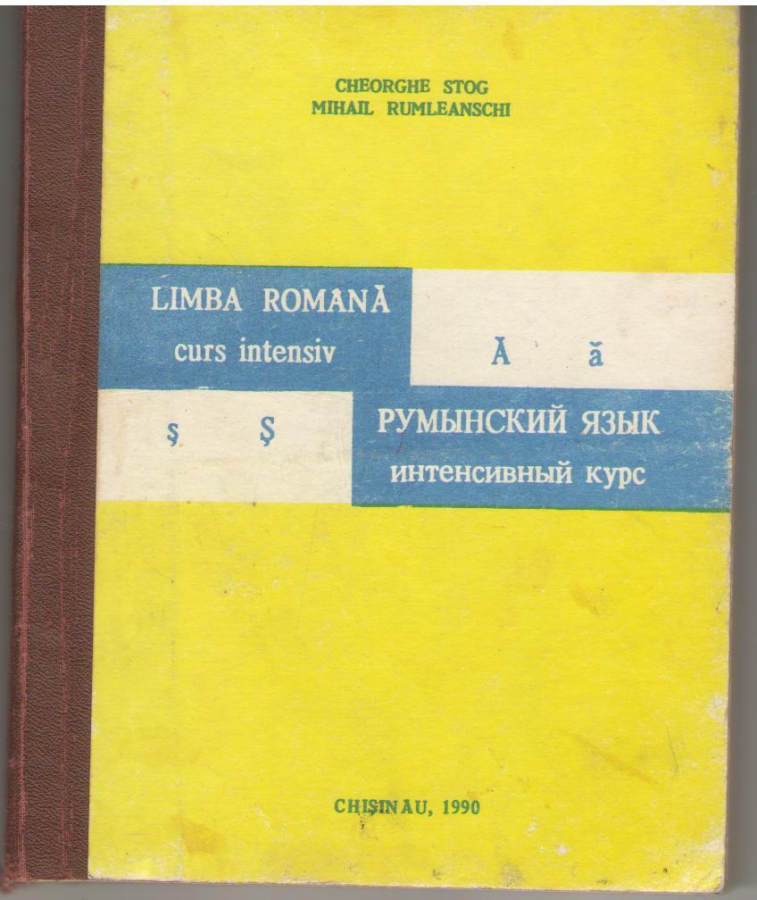 CHEORGHE STOG
MIHAIL RUMLEANSCHI
LIMBA ROMANĂ
curs intensiv
Ă ă
ş Ş
РУМЫНСКИЙ ЯЗЫК
интенсивный курс
CHIŞINAU, 1990